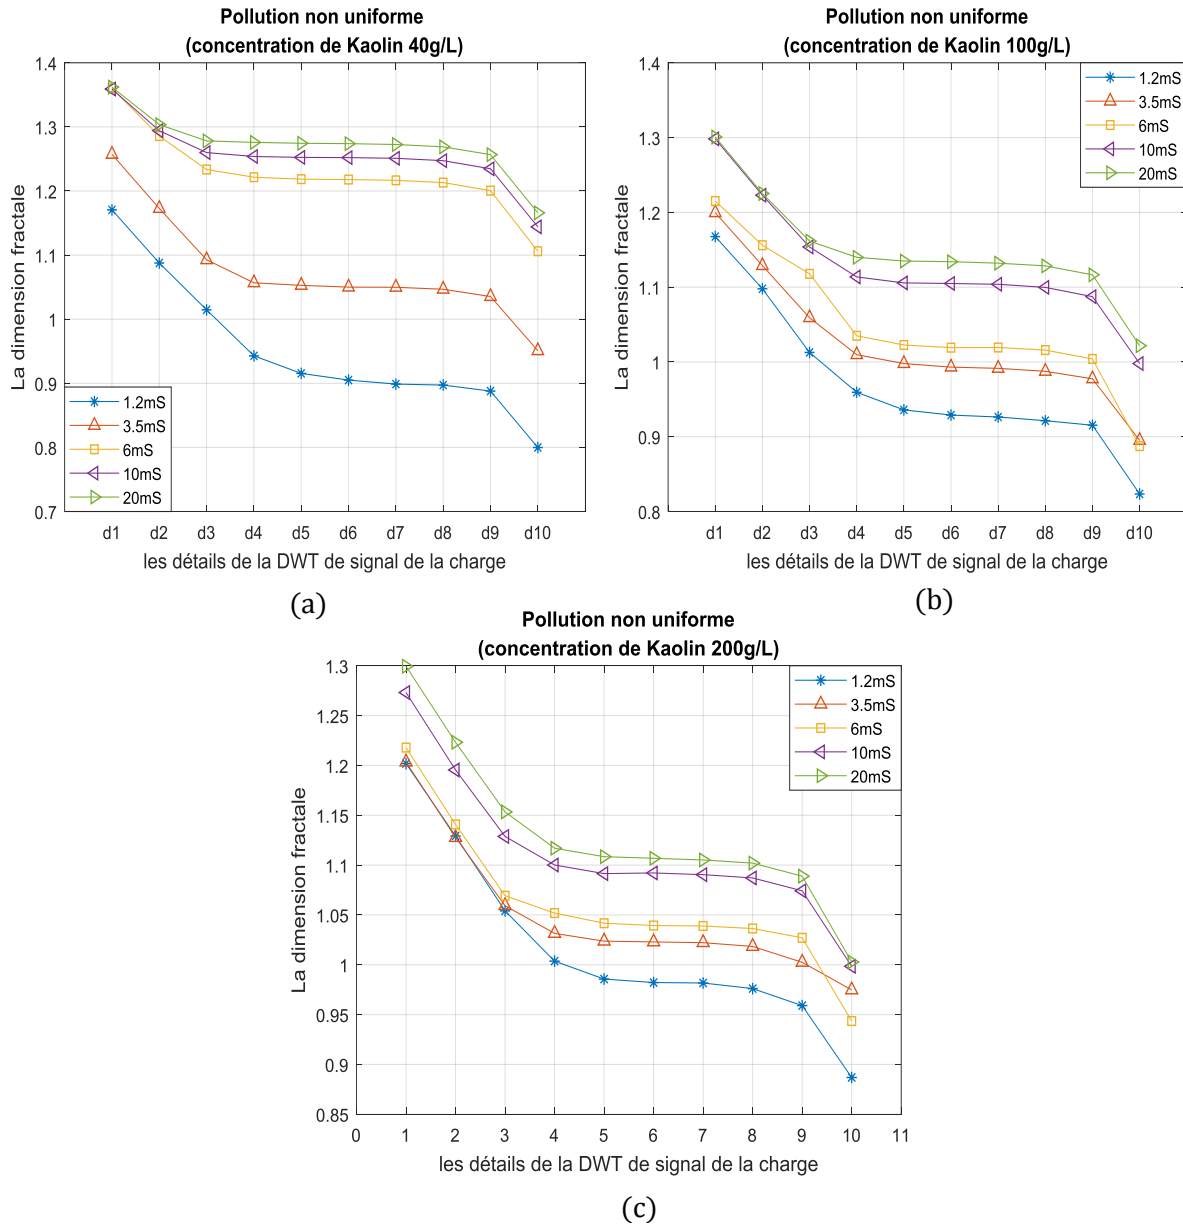 Pollution non uniforme
(concentration de Kaolin 40g/L)
La dimension fractale
1.4
1.3
1.2
1.1
1
0.9
0.8
0.7
1.2mS
3.5mS
6mS
10mS
20mS
d1 d2 d3 d4 d5 d6 d7 d8 d9 d10
les détails de la DWT de signal de la charge
(a)
Pollution non uniforme
(concentration de Kaolin 100g/L)
La dimension fractale
1.4
1.3
1.2
1.1
1
0.9
0.8
1.2mS
3.5mS
6mS
10mS
20mS
d1 d2 d3 d4 d5 d6 d7 d8 d9 d10
les détails de la DWT de signal de la charge
(b)
Pollution non uniforme
(concentration de Kaolin 200g/L)
La dimension fractale
1.3
1.25
1.2
1.15
1.1
1.05
1
0.95
0.9
0.85
1.2mS
3.5mS
6mS
10mS
20mS
0 1 2 3 4 5 6 7 8 9 10 11
les détails de la DWT de signal de la charge
(c)